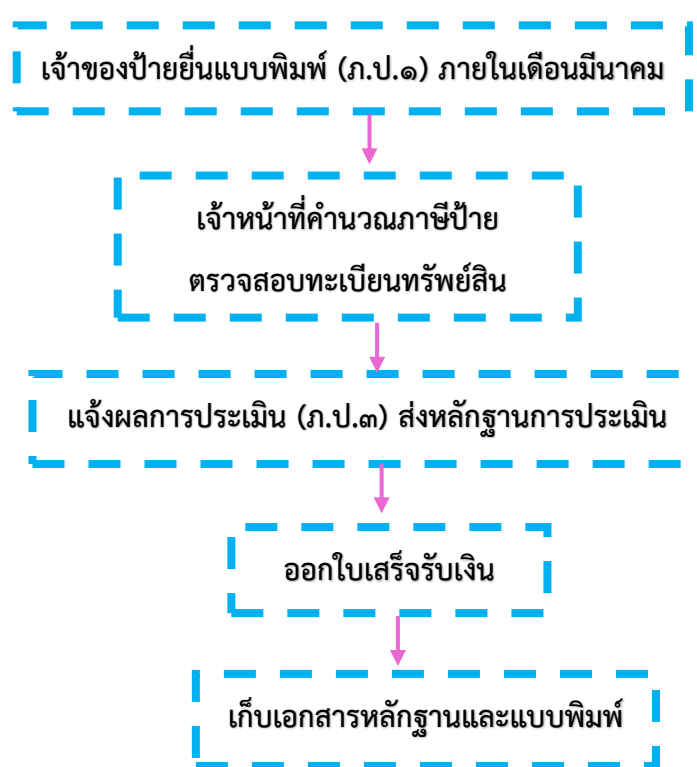 เจ้าของป้ายยื่นแบบพิมพ์ (ภ.ป.๑) ภายในเดือนมีนาคม
เจ้าหน้าที่คำนวณภาษีป้าย
ตรวจสอบทะเบียนทรัพย์สิน
แจ้งผลการประเมิน (ภ.ป.๓) ส่งหลักฐานการประเมิน
ออกใบเสร็จรับเงิน
เก็บเอกสารหลักฐานและแบบพิมพ์